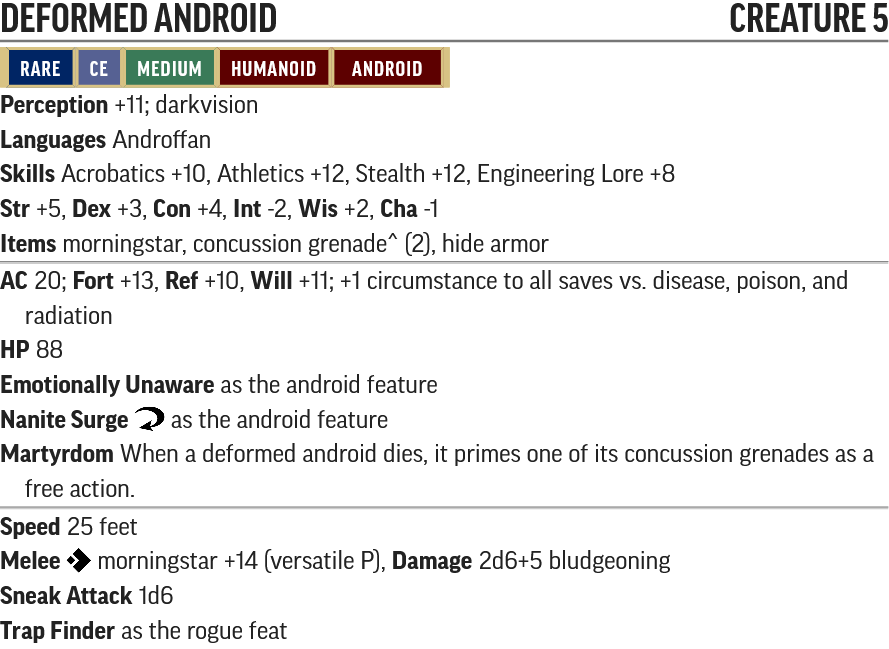 DEFORMED ANDROID CREATURE 5
RARE CE MEDIUM HUMANOID ANDROID
Perception +11; darkvision
Languages Androffan
Skills Acrobatics +10, Athletics +12, Stealth +12, Engineering Lore +8
Str +5, Dex +3, Con +4, Int -2, Wis +2, Cha -1
Items morningstar, concussion grenade^ (2), hide armor
AC 20; Fort +13, Ref +10, Will +11; +1 circumstance to all saves vs. disease, poison, and
radiation
HP 88
Emotionally Unaware as the android feature
Nanite Surge as the android feature
Martyrdom When a deformed android dies, it primes one of its concussion grenades as a
free action.
Speed 25 feet
Melee morningstar +14 (versatile P), Damage 2d6+5 bludgeoning
Sneak Attack 1d6
Trap Finder as the rogue feat